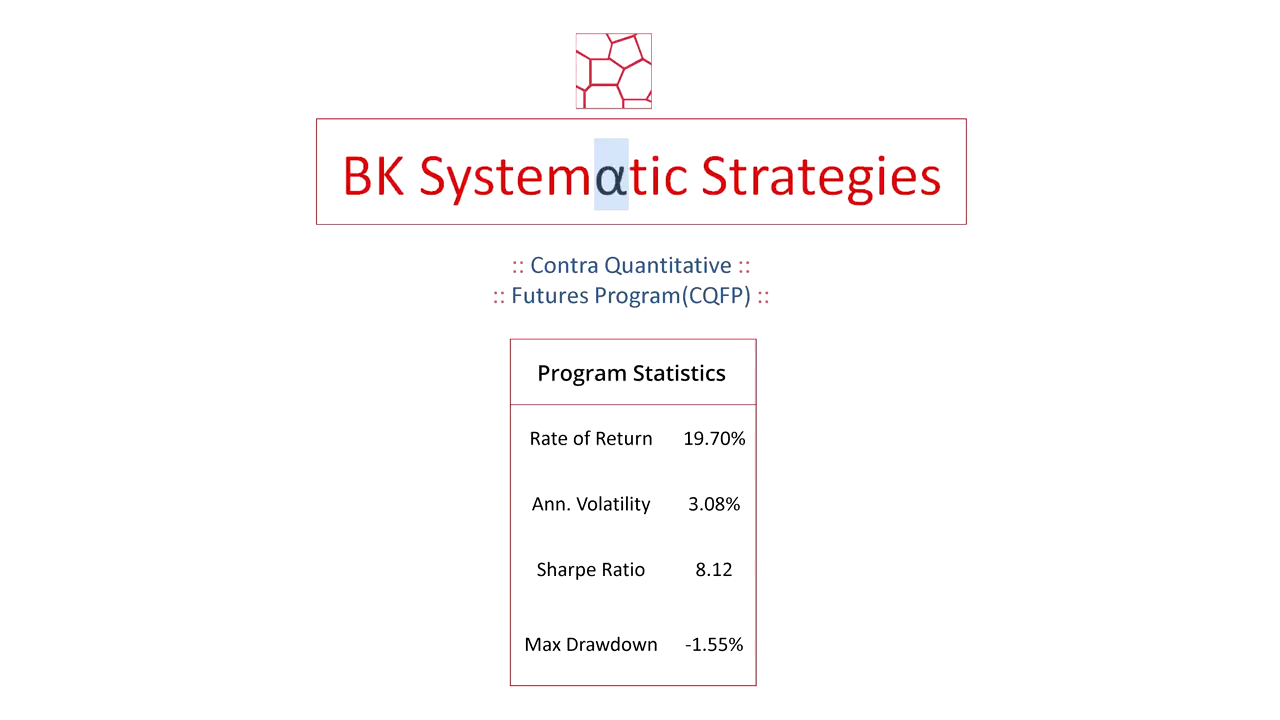 BK Systemαtic Strategies
:: Contra Quantitative ::
:: Futures Program(CQFP) ::
Program Statistics
Rate of Return 19.70%
Ann. Volatility 3.08%
Sharpe Ratio 8.12
Max Drawdown -1.55%